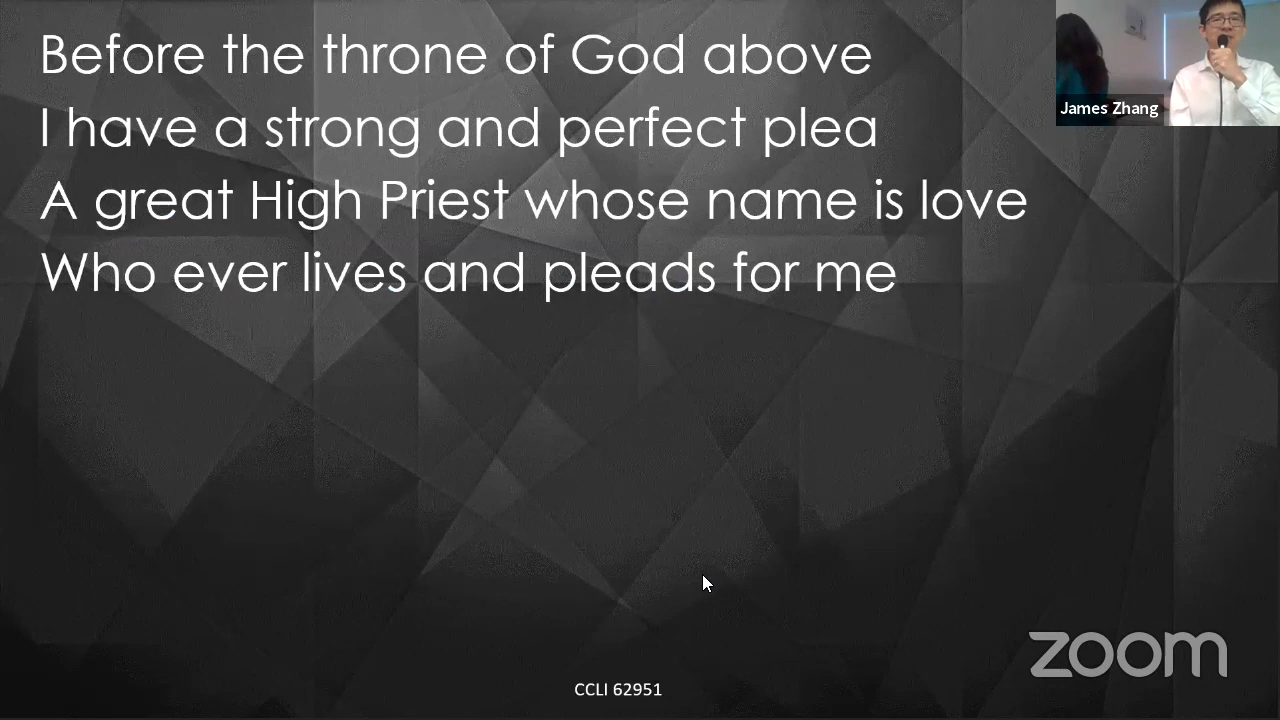 Before the throne of God above
I have a strong and perfect plea
A great High Priest whose name is love
Who ever lives and pleads for me
James Zhang
zoom
CCLI 62951